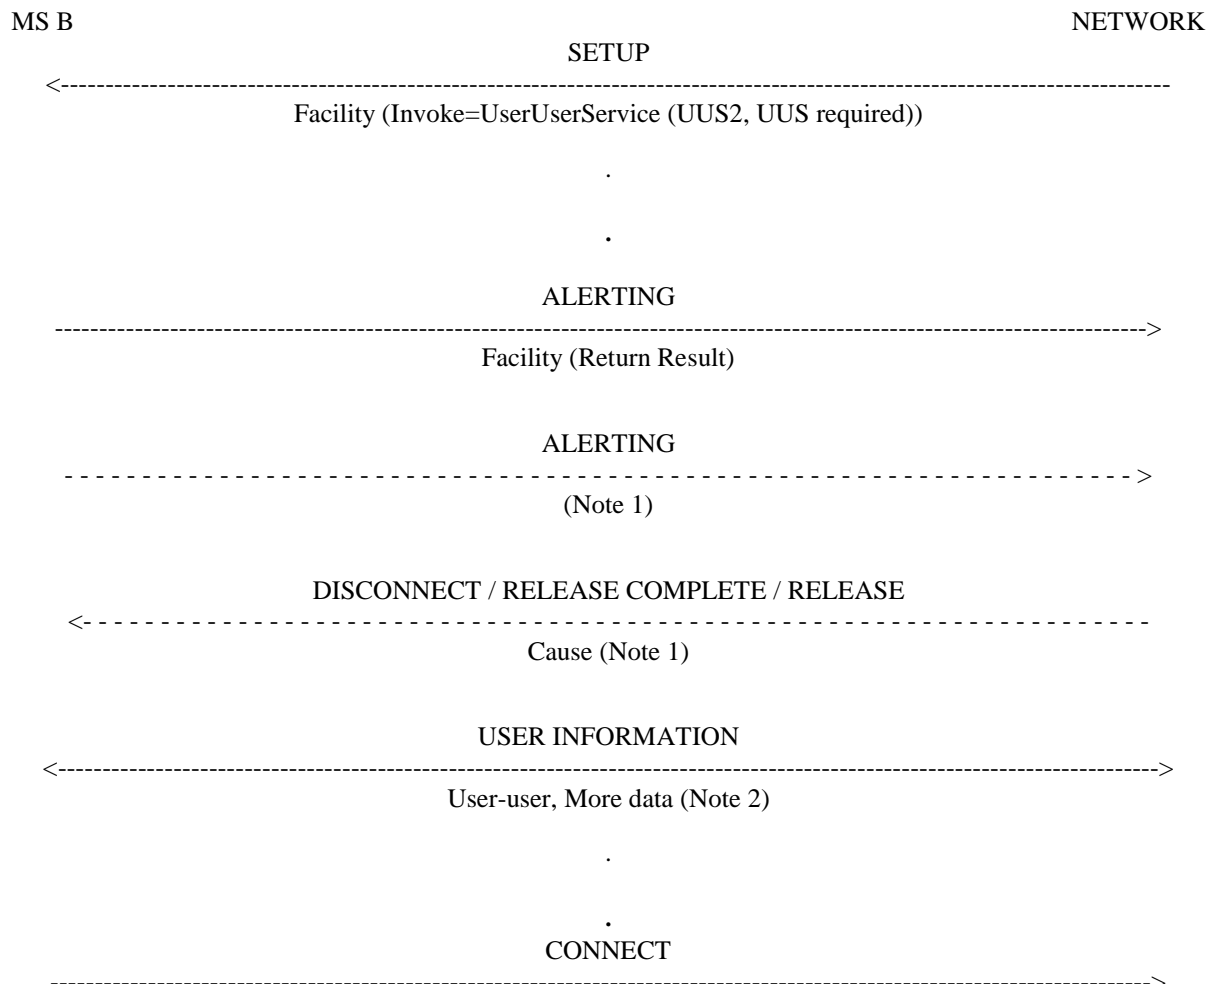 MS B NETWORK
SETUP
<------------------------------------------------------------------------------------------------------------------------------
Facility (Invoke=UserUserService (UUS2, UUS required))
.
.
ALERTING
---------------------------------------------------------------------------------------------------------------------------->
Facility (Return Result)
ALERTING
- - - - - - - - - - - - - - - - - - - - - - - - - - - - - - - - - - - - - - - - - - - - - - - - - - - - - - - - - - - - - - - - - - - - - >
(Note 1)
DISCONNECT / RELEASE COMPLETE / RELEASE
<- - - - - - - - - - - - - - - - - - - - - - - - - - - - - - - - - - - - - - - - - - - - - - - - - - - - - - - - - - - - - - - - - - - - -
Cause (Note 1)
USER INFORMATION
<----------------------------------------------------------------------------------------------------------------------------->
User-user, More data (Note 2)
.
.
CONNECT
----------------------------------------------------------------------------------------------------------------------------->